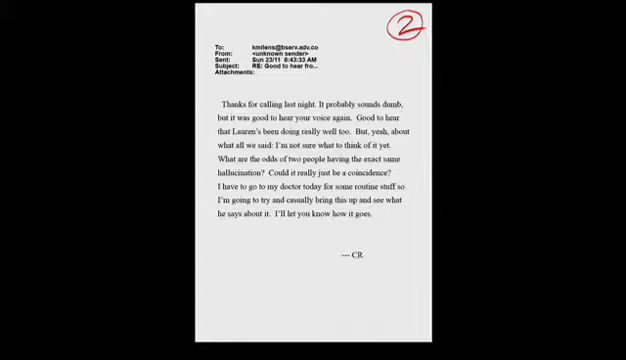 2
To: kmilens@bserv.adv.co
From: <unknown sender>
Sent: Sun 23/11 8:43:33 AM
Subject: RE: Good to hear fro...
Attachments:
Thanks for calling last night. It probably sounds dumb,
but it was good to hear your voice again. Good to hear
that Lauren's been doing really well too. But, yeah, about
what all we said: I'm not sure what to think of it yet.
What are the odds of two people having the exact same
hallucination? Could it really just be a coincidence?
I have to go to my doctor today for some routine stuff so
I'm going to try and casually bring this up and see what
he says about it. I'll let you know how it goes.
--- CR